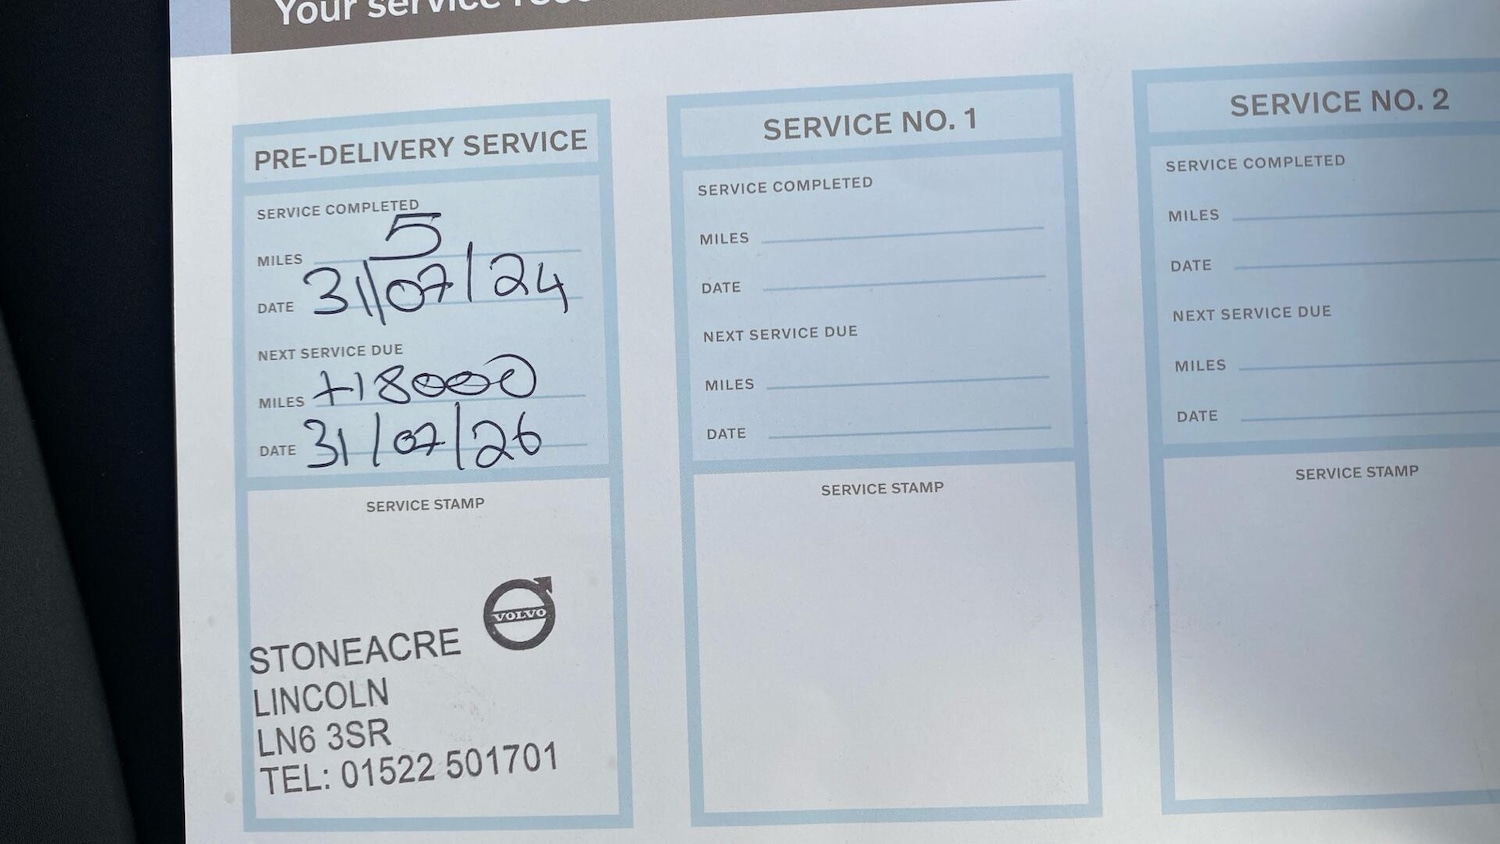 Your service
PRE-DELIVERY SERVICE
SERVICE COMPLETED
MILES 5
DATE 31/07/24
NEXT SERVICE DUE
MILES +18000
DATE 31/07/26
SERVICE STAMP
VOLVO
STONEACRE
LINCOLN
LN6 3SR
TEL: 01522 501701
SERVICE NO. 1
SERVICE COMPLETED
MILES
DATE
NEXT SERVICE DUE
MILES
DATE
SERVICE STAMP
SERVICE NO. 2
SERVICE COMPLETED
MILES
DATE
NEXT SERVICE DUE
MILES
DATE
SERVICE STAMP